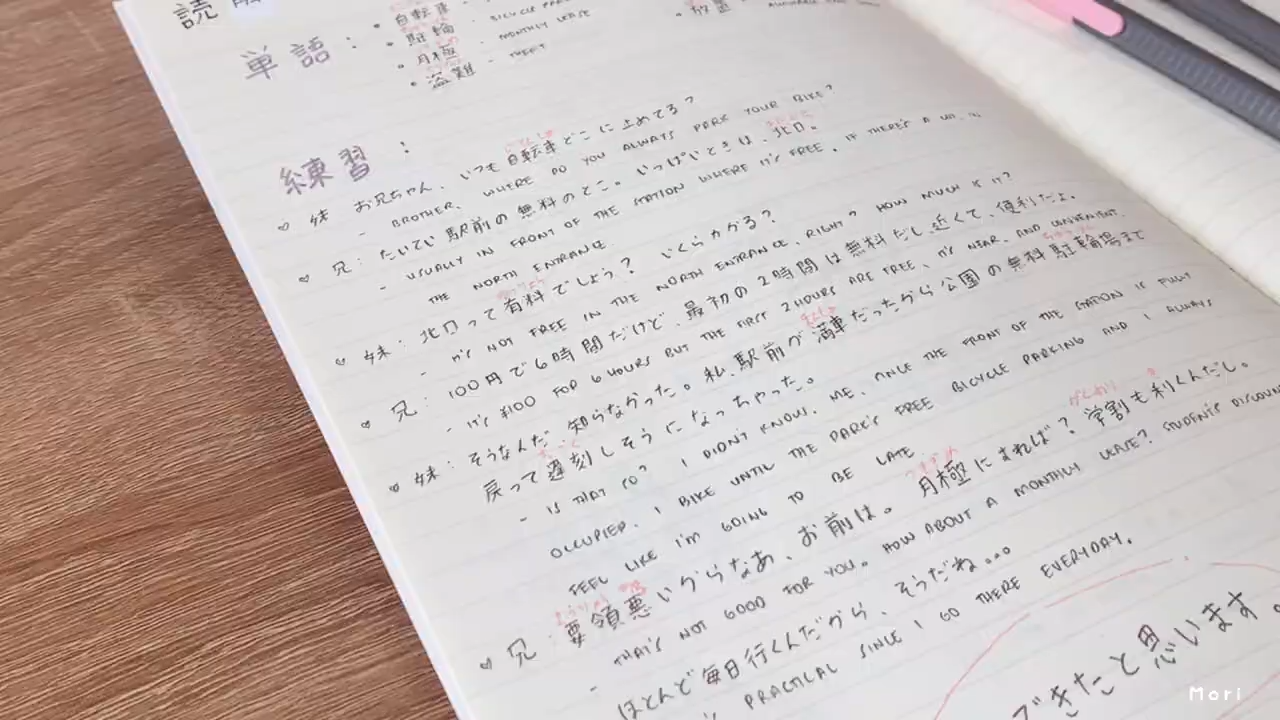 読
単語：
・自転車 - BICYCLE
・駐輪 - BICYCLE
・月極 - MONTHLY LEASE
・盗難 - THEFT
・放置
練習：
♡ 妹 お兄ちゃん、いつも自転車どこに止めてる？
- BROTHER, WHERE DO YOU ALWAYS PARK YOUR BIKE?
♡ 兄：たいてい駅前の無料のとこ。いっぱいときは、北口。
- USUALLY IN FRONT OF THE STATION WHERE IT'S FREE. IF THERE'S A
THE NORTH ENTRANCE
♡ 妹：北口って有料でしょう？ いくらかかる？
- IT'S NOT FREE IN THE NORTH ENTRANCE, RIGHT? HOW MUCH IS IT?
♡ 兄：100円で6時間だけど、最初の2時間は無料だし近くて、便利だよ。
- IT'S ¥100 FOR 6 HOURS BUT THE FIRST 2 HOURS ARE FREE, IT'S NEAR, AND CONVENIENT.
♡ 妹：そうなんだ 知らなかった。私、駅前が満車だったから公園の無料駐輪場まで
戻って遅刻しそうになっちゃった。
- IS THAT SO? I DIDN'T KNOW. ME, SINCE THE FRONT OF THE STATION IS FULLY
OCCUPIED, I BIKE UNTIL THE PARK'S FREE BICYCLE PARKING AND I ALWAYS
FEEL LIKE I'M GOING TO BE LATE
♡ 兄：要領悪いからなあ、お前は。月極にすれば？学割も利くんだし。
- THAT'S NOT GOOD FOR YOU. HOW ABOUT A MONTHLY LEASE? STUDENTS DISCOUN
ほとんど毎日行くんだから、そうだね...
PRACTICAL SINCE I GO THERE EVERYDAY.
できたと思います。
Mori